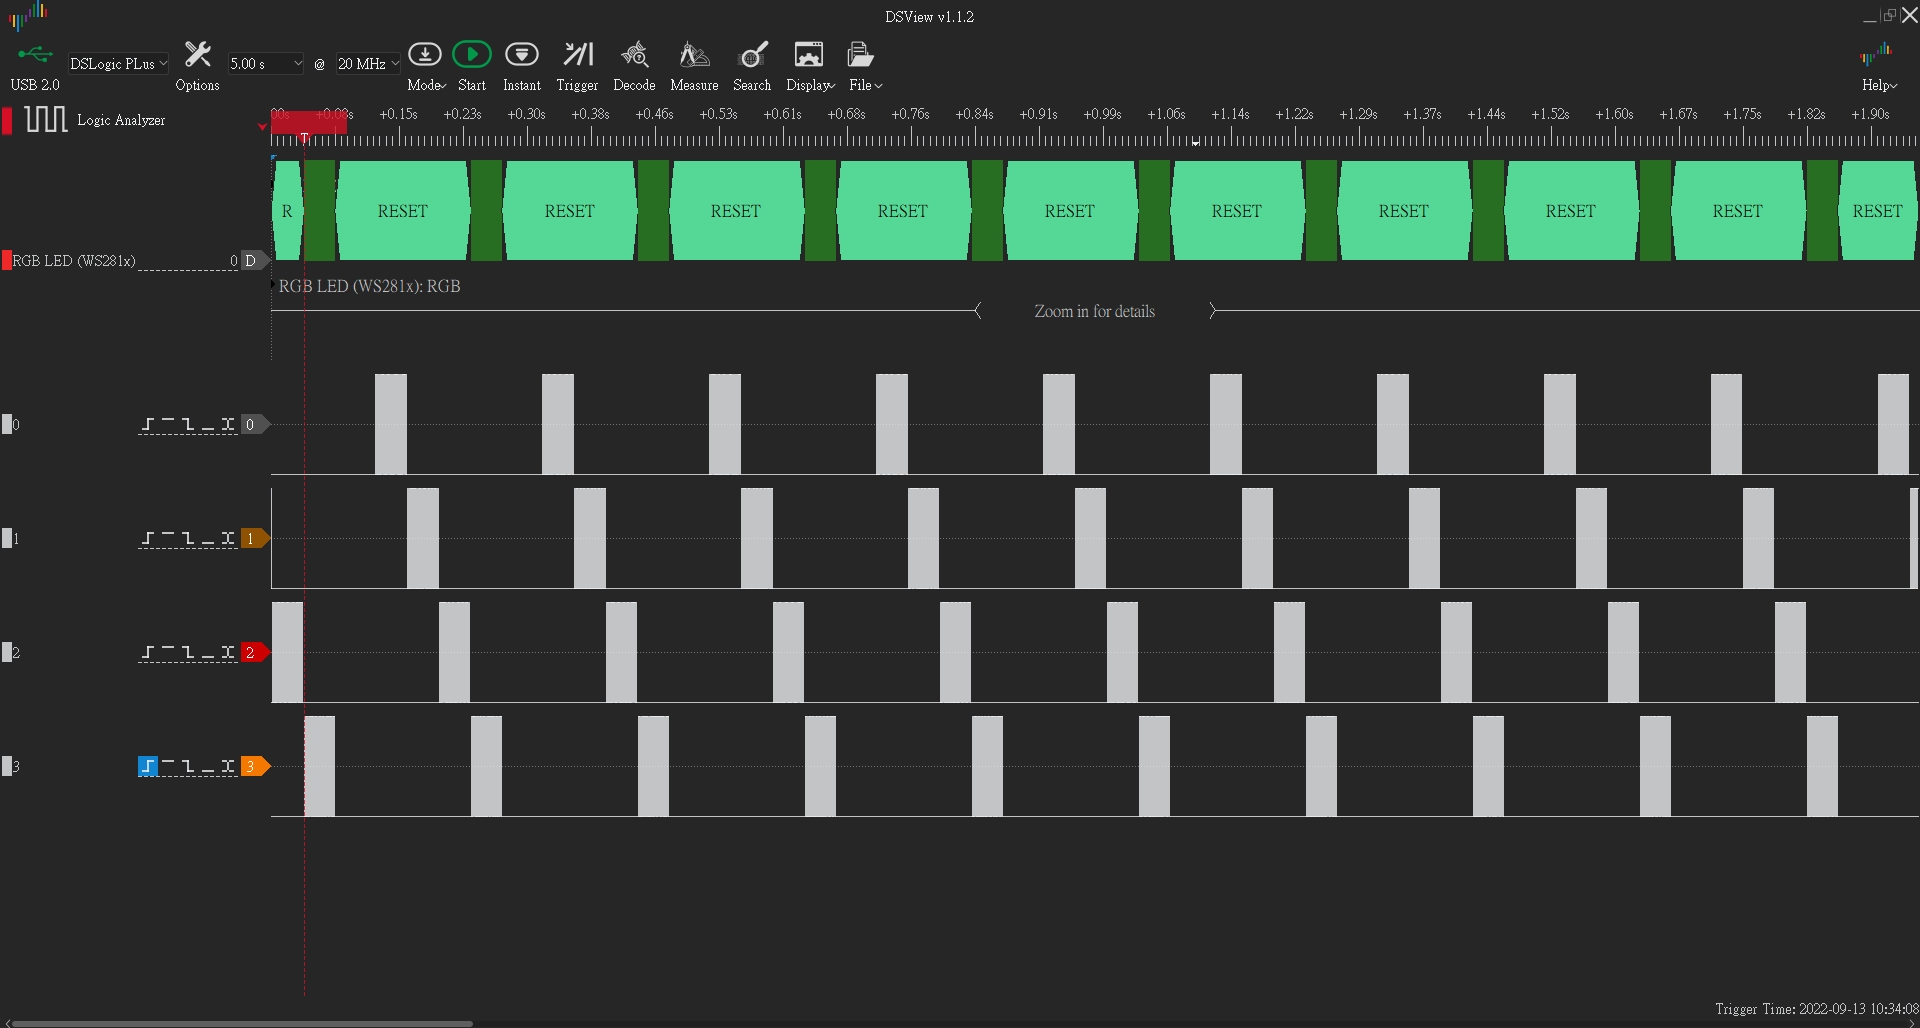 DSView v1.1.2
USB 2.0
DSLogic PLus
Options
5.00 s
@
20 MHz
Mode
Start
Instant
Trigger
Decode
Measure
Search
Display
File
Help
Logic Analyzer
00s +0.08s +0.15s +0.23s +0.30s +0.38s +0.46s +0.53s +0.61s +0.68s +0.76s +0.84s +0.91s +0.99s +1.06s +1.14s +1.22s +1.29s +1.37s +1.44s +1.52s +1.60s +1.67s +1.75s +1.82s +1.90s
T
R RESET RESET RESET RESET RESET RESET RESET RESET RESET RESET
RGB LED (WS281x) 0 D
RGB LED (WS281x): RGB
Zoom in for details
0 0
1 1
2 2
3 3
Trigger Time: 2022-09-13 10:34:08